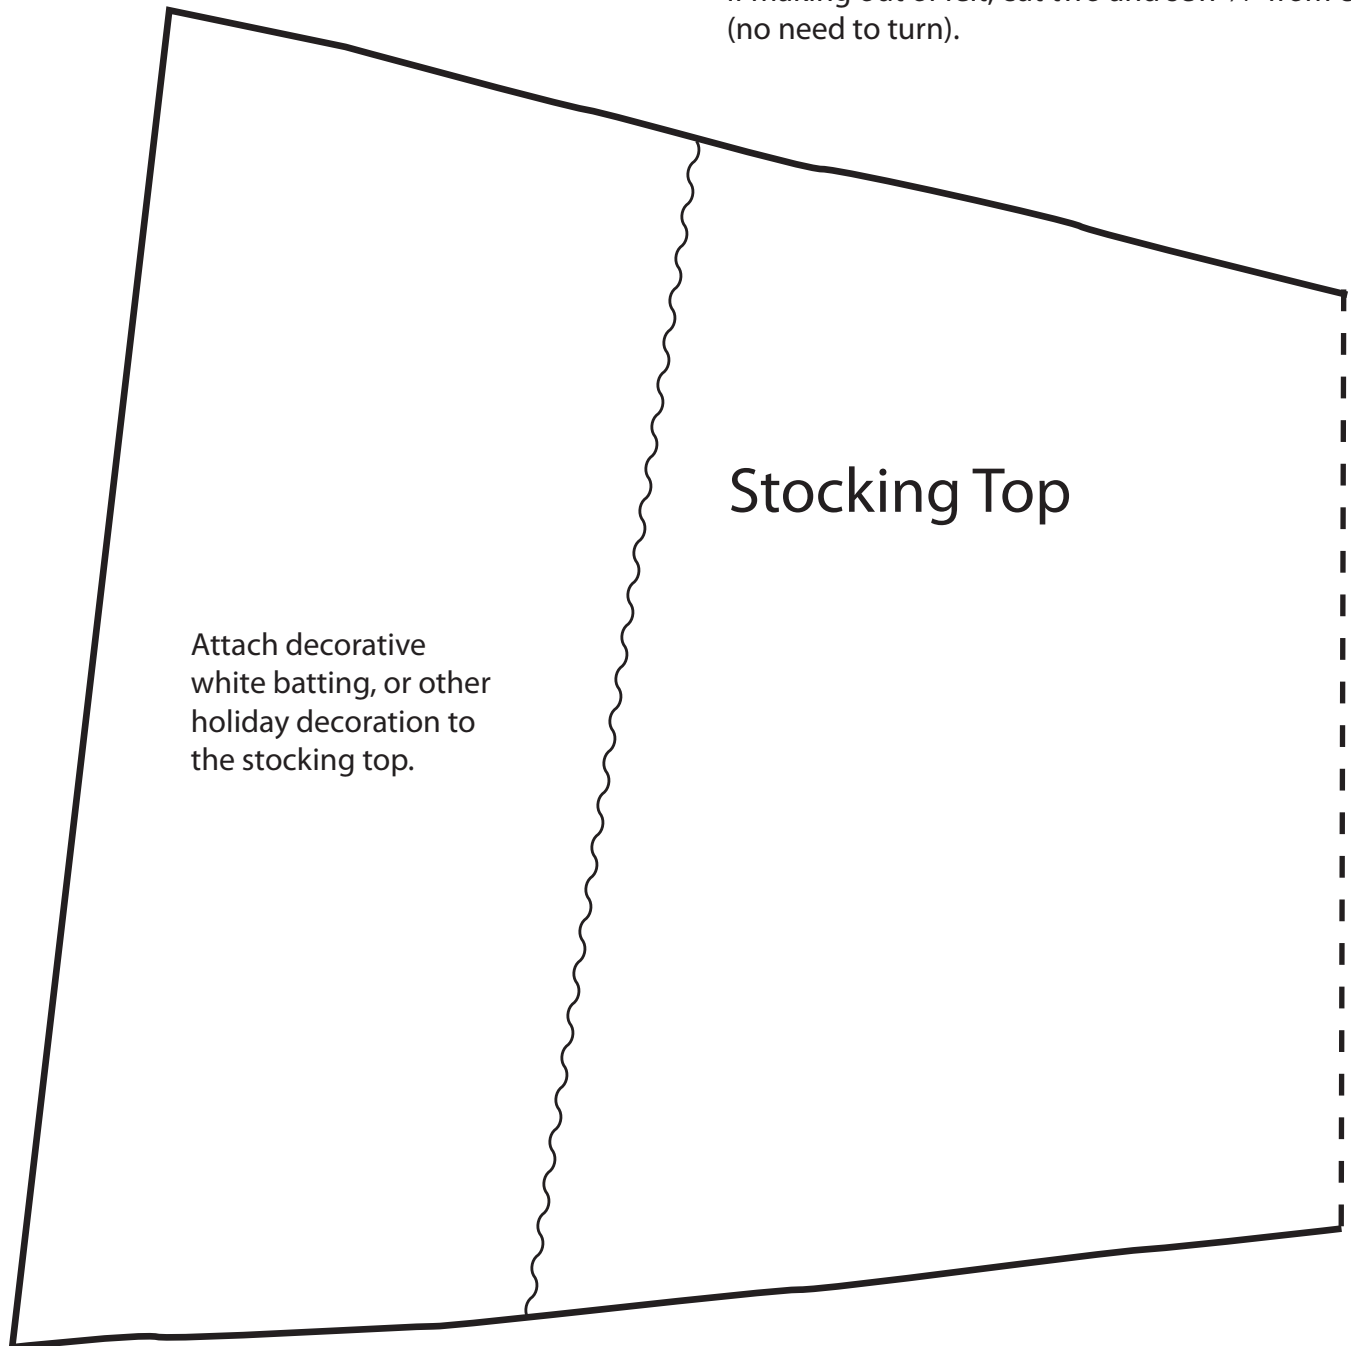 (no need to turn).
Stocking Top
Attach decorative
white batting, or other
holiday decoration to
the stocking top.